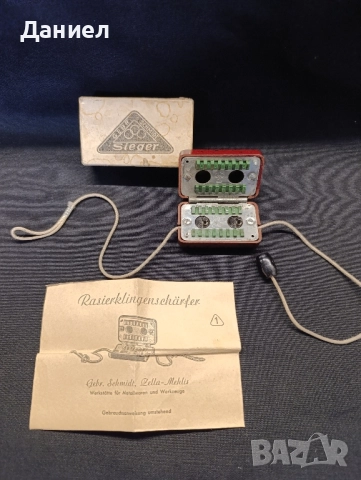 Даниел
Sieger
Rasierklingenschärfer
1
Gebr. Schmidt, Zella-Mehlis
Werkstätte für Metallwaren und Werkzeuge
Gebrauchsanweisung umstehend
BAZAR